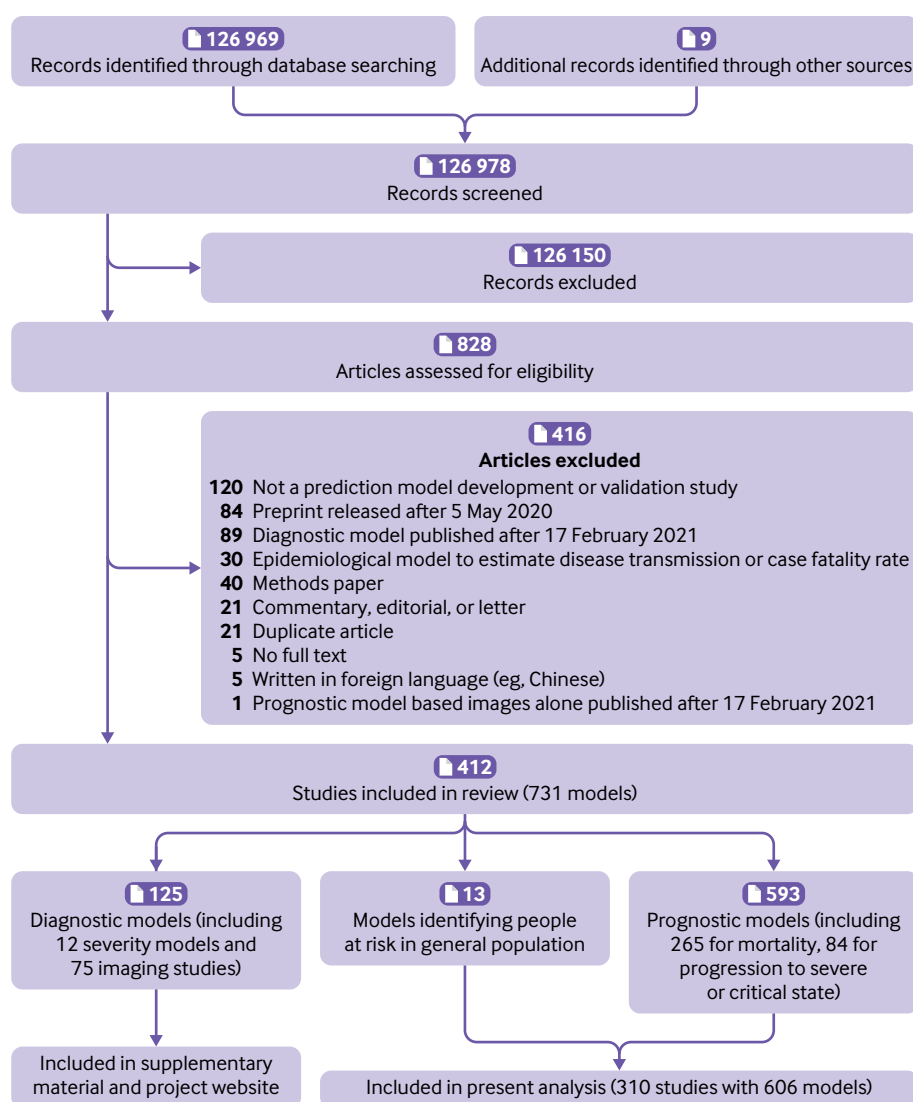 126 969
Records identified through database searching
9
Additional records identified through other sources
126 978
Records screened
126 150
Records excluded
828
Articles assessed for eligibility
416
Articles excluded
120 Not a prediction model development or validation study
84 Preprint released after 5 May 2020
89 Diagnostic model published after 17 February 2021
30 Epidemiological model to estimate disease transmission or case fatality rate
40 Methods paper
21 Commentary, editorial, or letter
21 Duplicate article
5 No full text
5 Written in foreign language (eg, Chinese)
1 Prognostic model based images alone published after 17 February 2021
412
Studies included in review (731 models)
125
Diagnostic models (including
12 severity models and
75 imaging studies)
13
Models identifying people
at risk in general population
593
Prognostic models (including
265 for mortality, 84 for
progression to severe
or critical state)
Included in supplementary
material and project website
Included in present analysis (310 studies with 606 models)